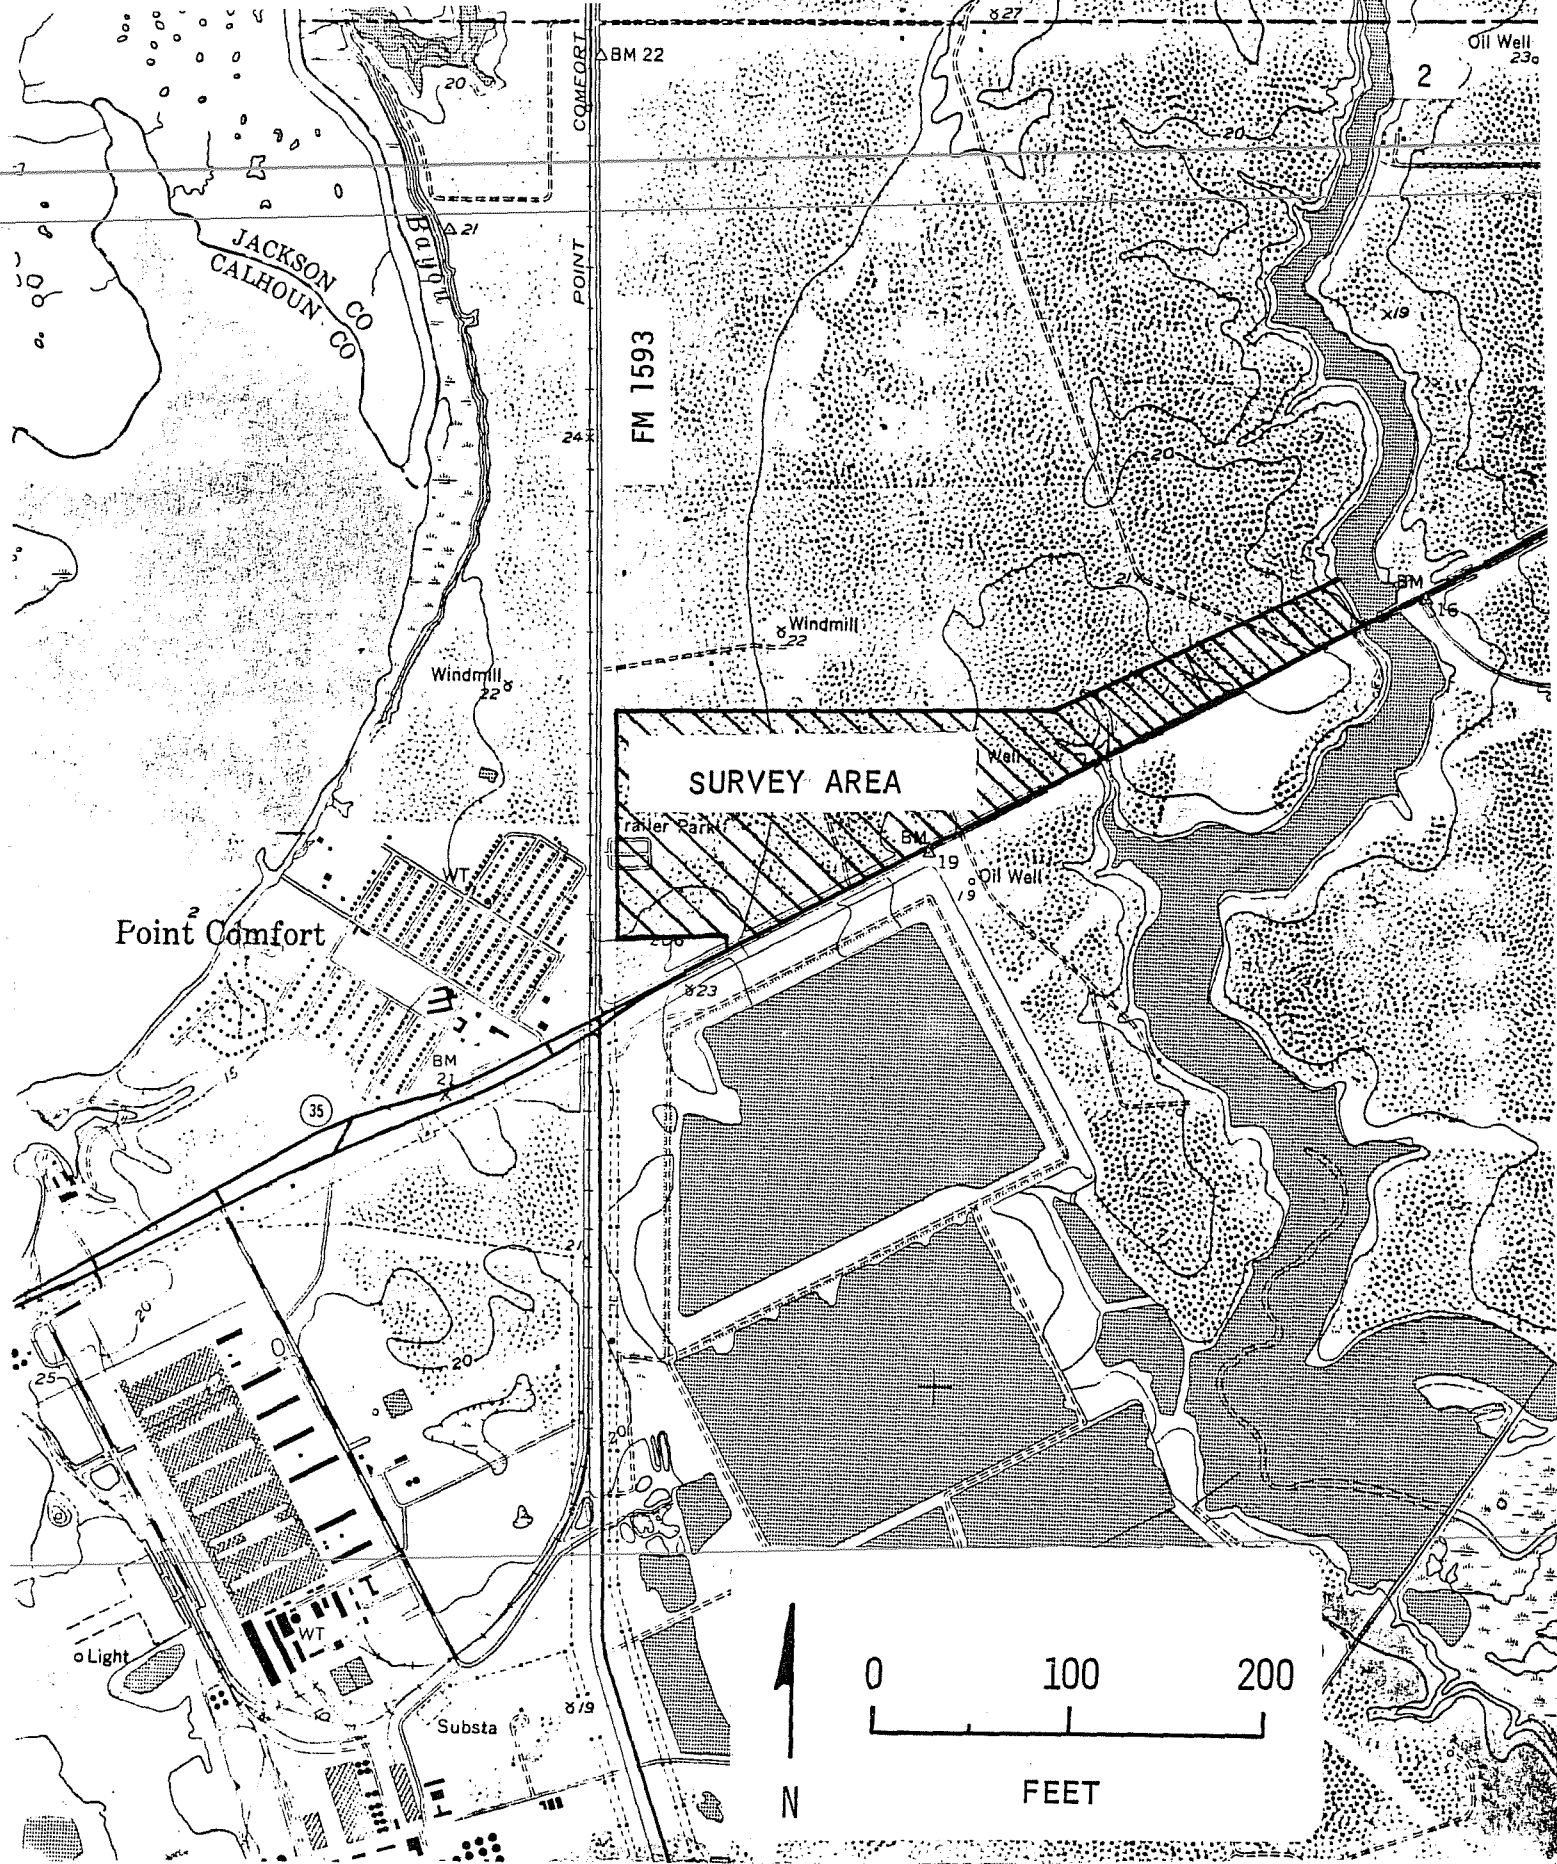 27
Oil Well
23
COMFORT
BM 22
2
20
20
21
Bayou
JACKSON CO
CALHOUN CO
POINT
x19
FM 1593
24
20
21
BM
16
Windmill
22
Windmill
22
Well
SURVEY AREA
railer Park
BM
19
WT
Oil Well
19
2
Point Comfort
23
15
BM
21
35
21
20
20
25
20
WT
Light
0 100 200
19
Substa
FEET
N